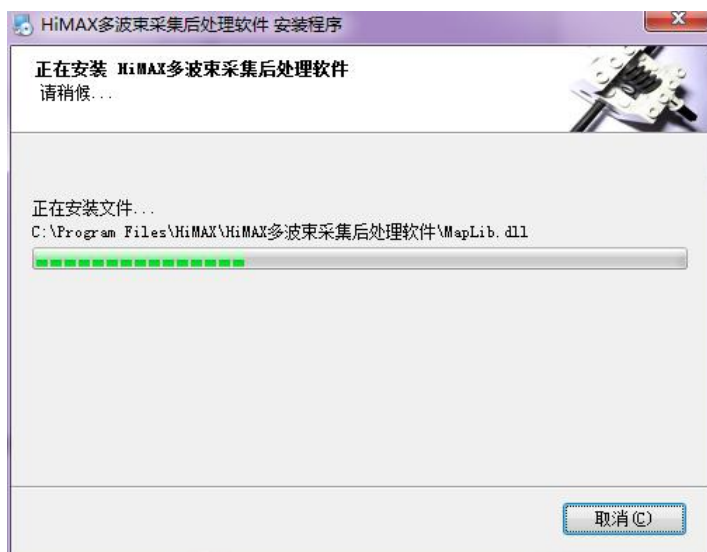 HiMAX多波束采集后处理软件 安装程序
正在安装 HiMAX多波束采集后处理软件
请稍候...
正在安装文件...
C:\Program Files\HiMAX\HiMAX多波束采集后处理软件\MapLib.dll
取消(C)